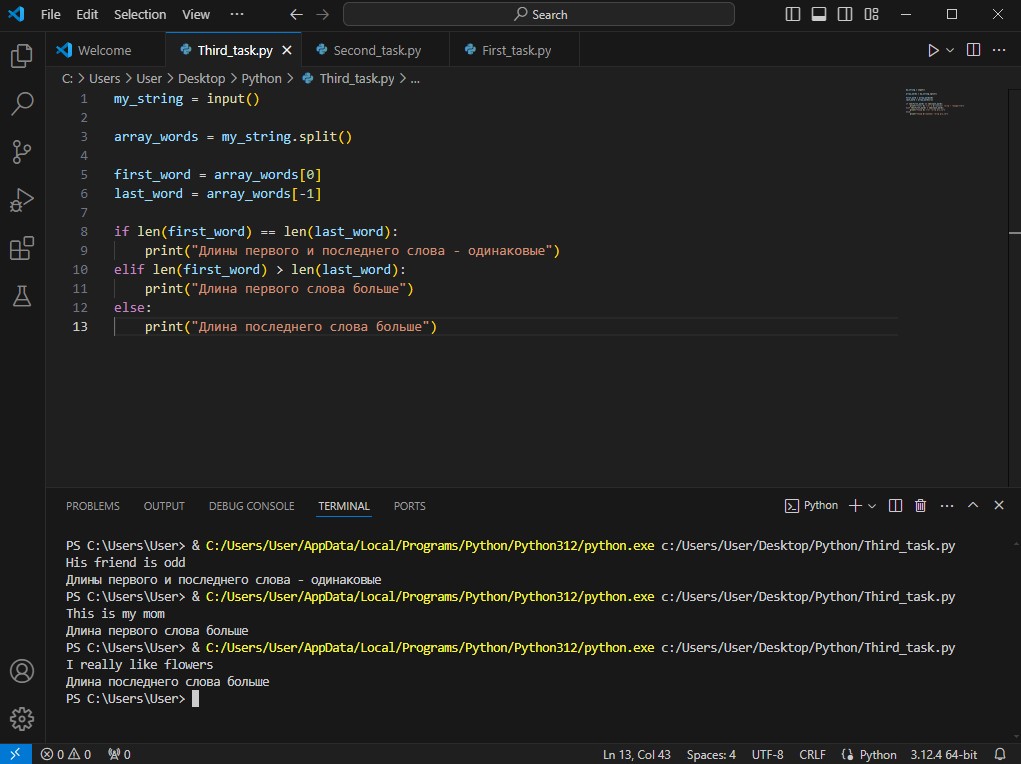 File Edit Selection View ... Search
Welcome Third_task.py Second_task.py First_task.py
C: > Users > User > Desktop > Python > Third_task.py > ...
1 my_string = input()
2
3 array_words = my_string.split()
4
5 first_word = array_words[0]
6 last_word = array_words[-1]
7
8 if len(first_word) == len(last_word):
9 print("Длины первого и последнего слова - одинаковые")
10 elif len(first_word) > len(last_word):
11 print("Длина первого слова больше")
12 else:
13 print("Длина последнего слова больше")
PROBLEMS OUTPUT DEBUG CONSOLE TERMINAL PORTS Python
PS C:\Users\User> & C:/Users/User/AppData/Local/Programs/Python/Python312/python.exe c:/Users/User/Desktop/Python/Third_task.py
His friend is odd
Длины первого и последнего слова - одинаковые
PS C:\Users\User> & C:/Users/User/AppData/Local/Programs/Python/Python312/python.exe c:/Users/User/Desktop/Python/Third_task.py
This is my mom
Длина первого слова больше
PS C:\Users\User> & C:/Users/User/AppData/Local/Programs/Python/Python312/python.exe c:/Users/User/Desktop/Python/Third_task.py
I really like flowers
Длина последнего слова больше
PS C:\Users\User>
0 0 0 Ln 13, Col 43 Spaces: 4 UTF-8 CRLF Python 3.12.4 64-bit